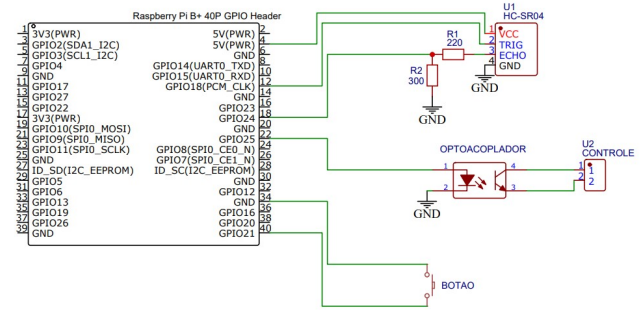 Raspberry Pi B+ 40P GPIO Header
1 3V3(PWR) 5V(PWR) 2
3 GPIO2(SDA1_I2C) 5V(PWR) 4
5 GPIO3(SCL1_I2C) GND 6
7 GPIO4 GPIO14(UART0_TXD) 8
9 GND GPIO15(UART0_RXD) 10
11 GPIO17 GPIO18(PCM_CLK) 12
13 GPIO27 GND 14
15 GPIO22 GPIO23 16
17 3V3(PWR) GPIO24 18
19 GPIO10(SPI0_MOSI) GND 20
21 GPIO9(SPI0_MISO) GPIO25 22
23 GPIO11(SPI0_SCLK) GPIO8(SPI0_CE0_N) 24
25 GND GPIO7(SPI0_CE1_N) 26
27 ID_SD(I2C_EEPROM) ID_SC(I2C_EEPROM) 28
29 GPIO5 GND 30
31 GPIO6 GPIO12 32
33 GPIO13 GND 34
35 GPIO19 GPIO16 36
37 GPIO26 GPIO20 38
39 GND GPIO21 40
U1
HC-SR04
1 VCC
2 TRIG
3 ECHO
4 GND
GND
R1
220
R2
300
GND
OPTOACOPLADOR
1 4
2 3
GND
U2
CONTROLE
1 1
2 2
BOTAO